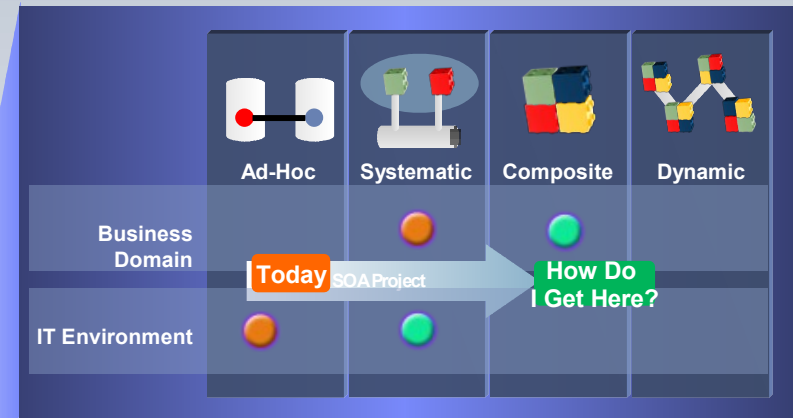 Ad-Hoc
Systematic
Composite
Dynamic
Business
Domain
Today
SOA Project
How Do
I Get Here?
IT Environment